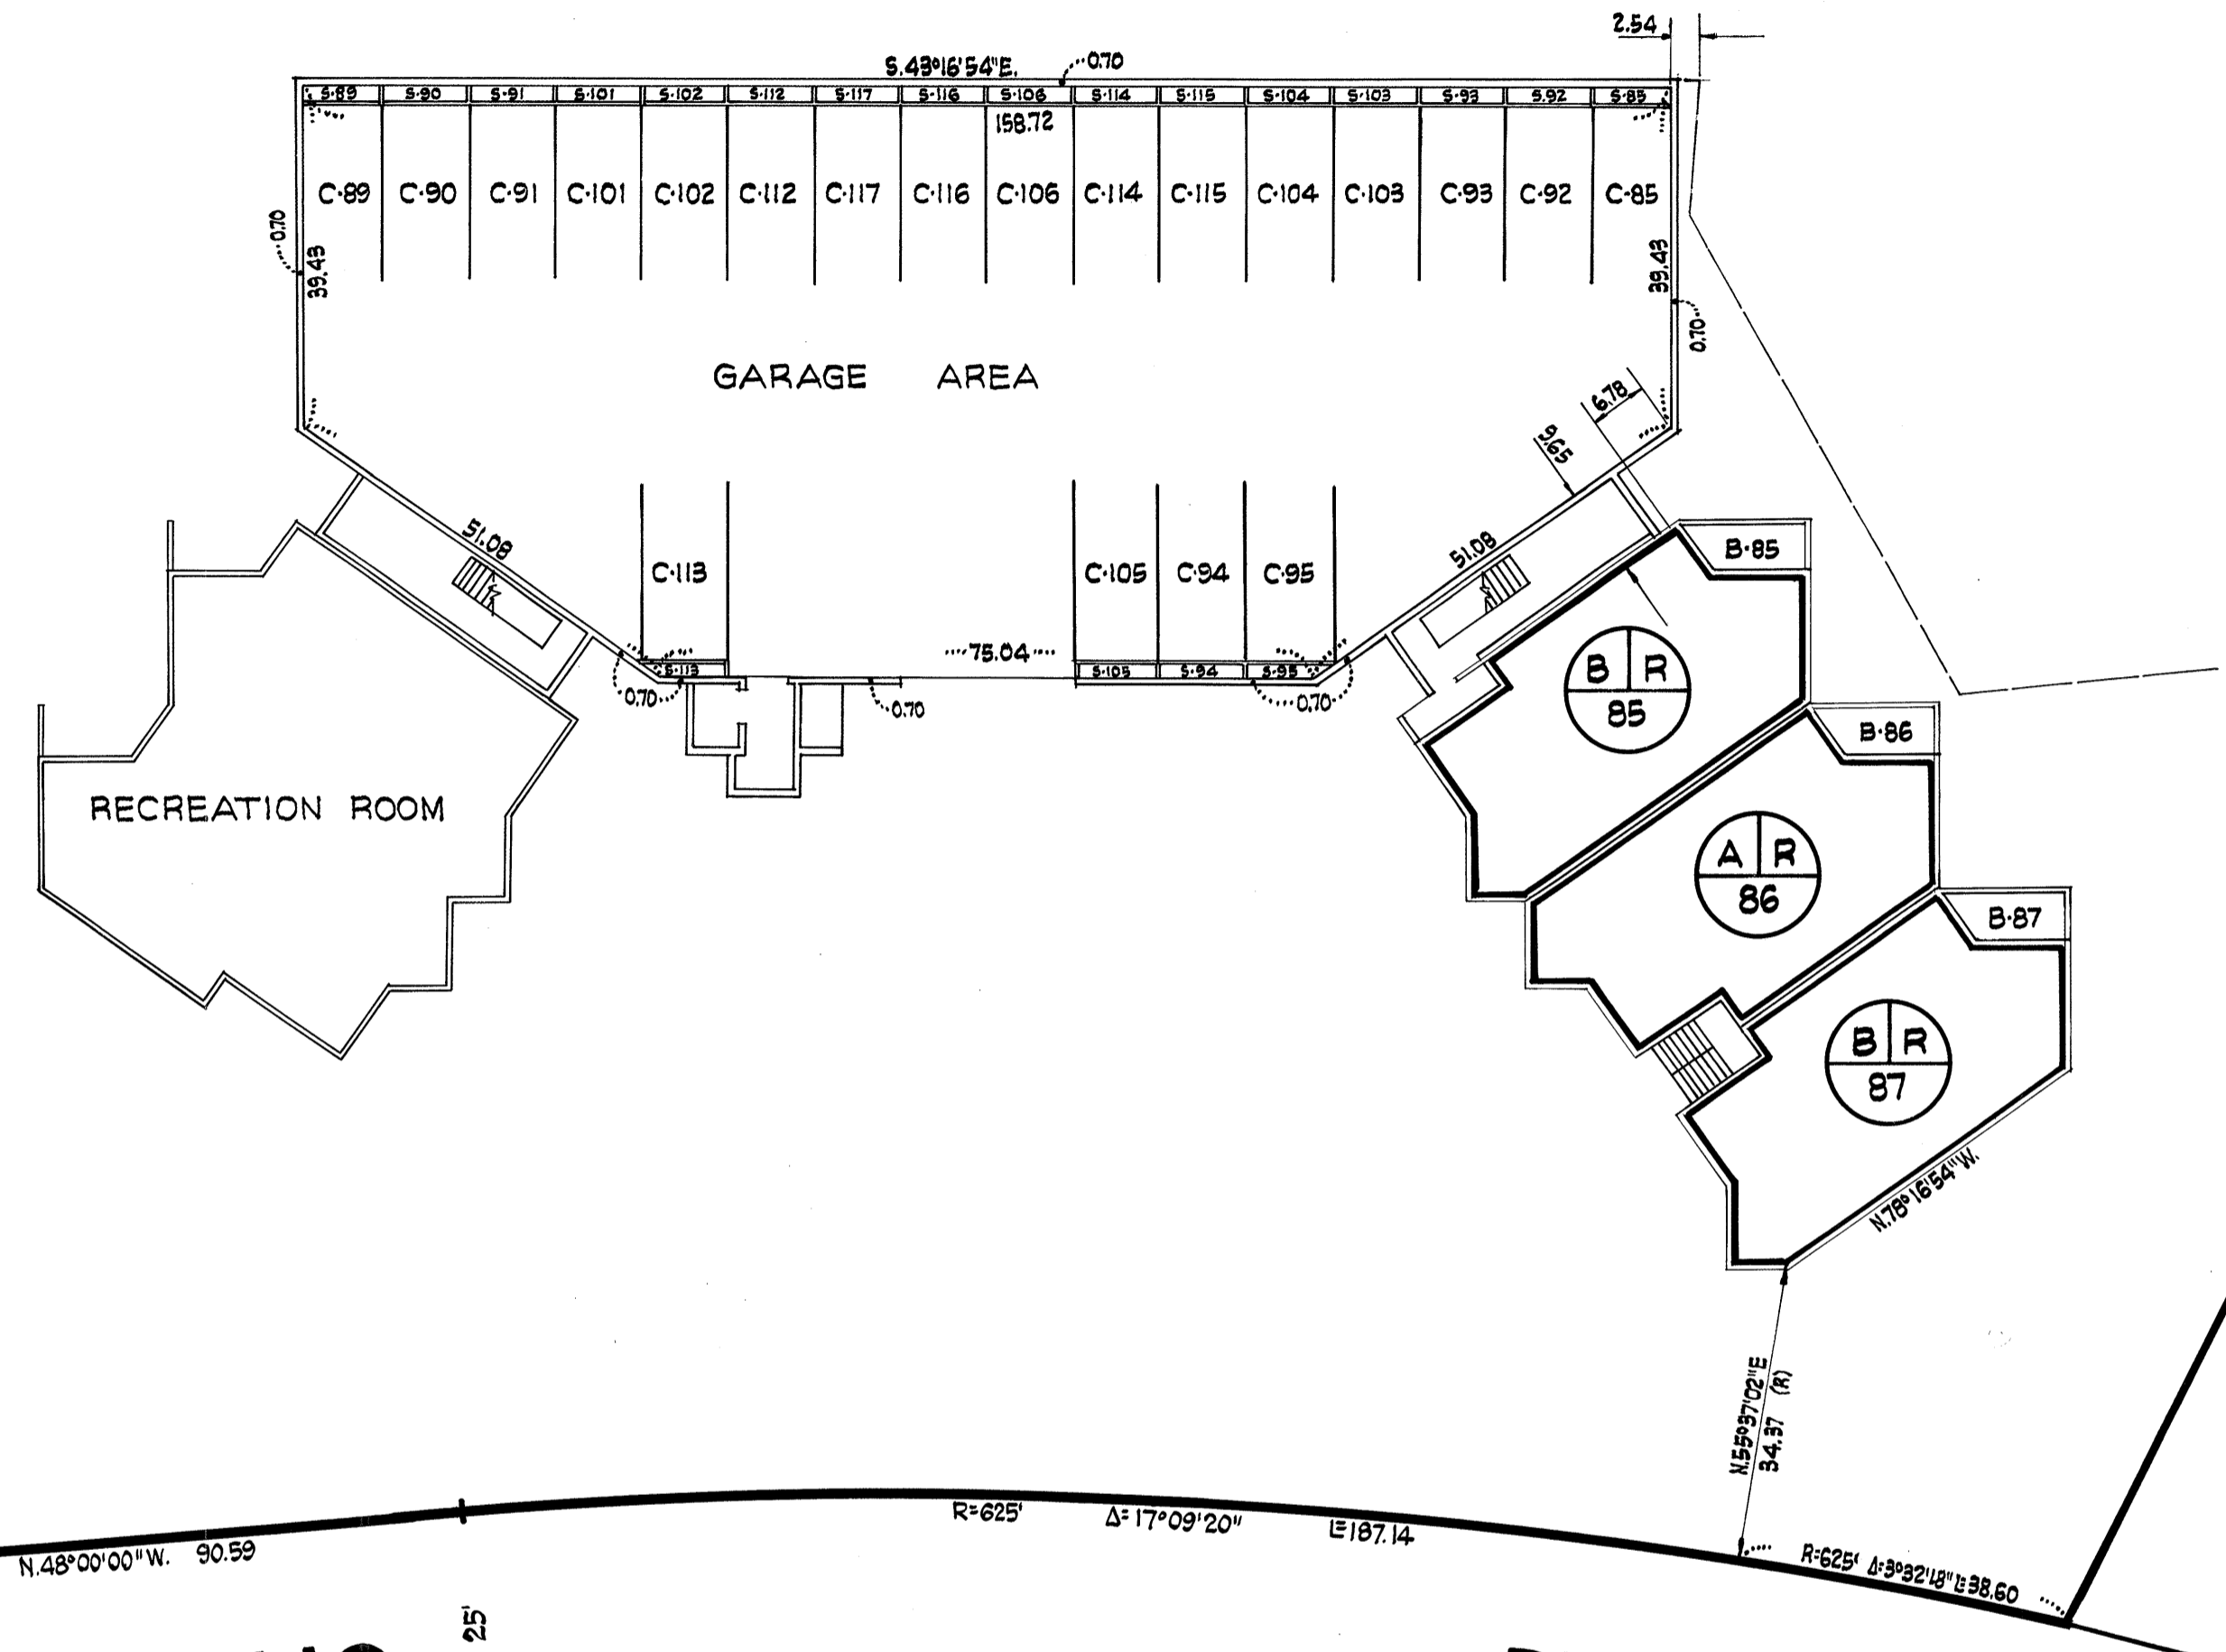 2.54
S.43°16'54"E.
0.70
S-89 S-90 S-91 S-101 S-102 S-112 S-117 S-116 S-106 S-114 S-115 S-104 S-103 S-93 S.92 S-85
158.72
C-89 C-90 C-91 C-101 C-102 C-112 C-117 C-116 C-106 C-114 C-115 C-104 C-103 C-93 C-92 C-85
0.70
39.43
39.43
0.70
GARAGE AREA
6.78
9.65
51.08
51.08
C-113
C-105 C-94 C-95
B-85
75.04
S-113
S-105 S-94 S-95
0.70
0.70
0.70
B R
85
B-86
RECREATION ROOM
A R
86
B-87
B R
87
N.78°16'54"W.
N.55°37'02"E
34.37 (R)
R=625' Δ=17°09'20" L=187.14
N.48°00'00"W. 90.59
R=625' Δ=3°32'18" L=38.60
25'